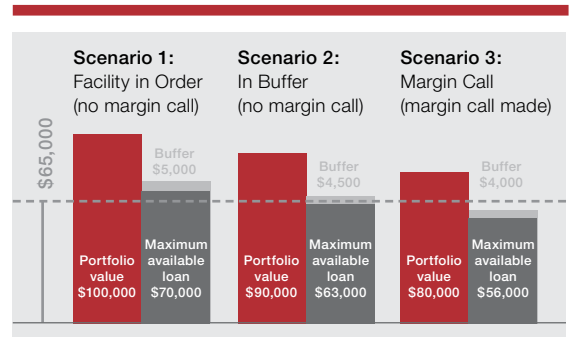 Scenario 1:
Facility in Order
(no margin call)
Scenario 2:
In Buffer
(no margin call)
Scenario 3:
Margin Call
(margin call made)
$65,000
Buffer
$5,000
Portfolio
value
$100,000
Maximum
available
loan
$70,000
Buffer
$4,500
Portfolio
value
$90,000
Maximum
available
loan
$63,000
Buffer
$4,000
Portfolio
value
$80,000
Maximum
available
loan
$56,000